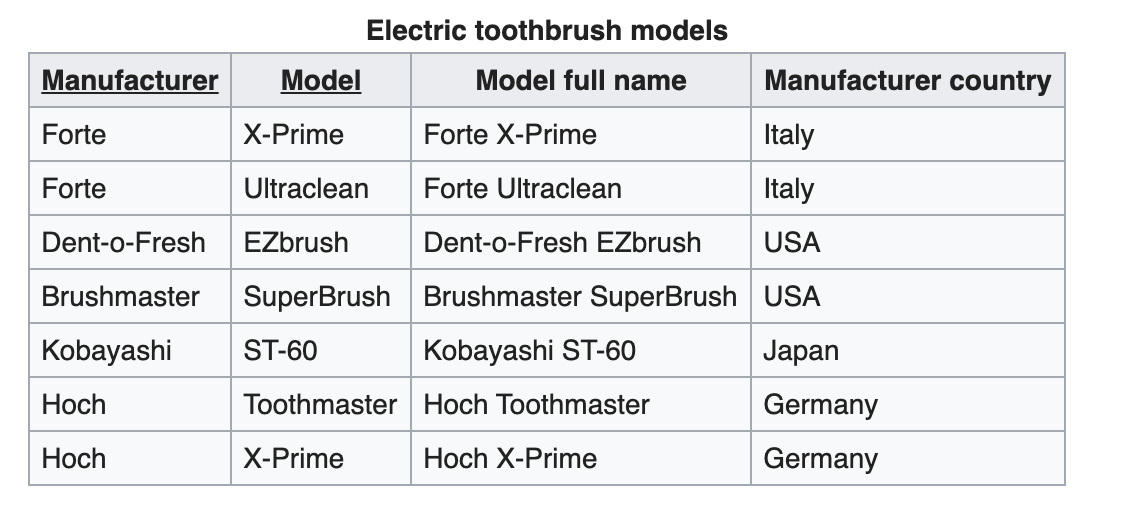 Electric toothbrush models
Manufacturer Model Model full name Manufacturer country
Forte X-Prime Forte X-Prime Italy
Forte Ultraclean Forte Ultraclean Italy
Dent-o-Fresh EZbrush Dent-o-Fresh EZbrush USA
Brushmaster SuperBrush Brushmaster SuperBrush USA
Kobayashi ST-60 Kobayashi ST-60 Japan
Hoch Toothmaster Hoch Toothmaster Germany
Hoch X-Prime Hoch X-Prime Germany